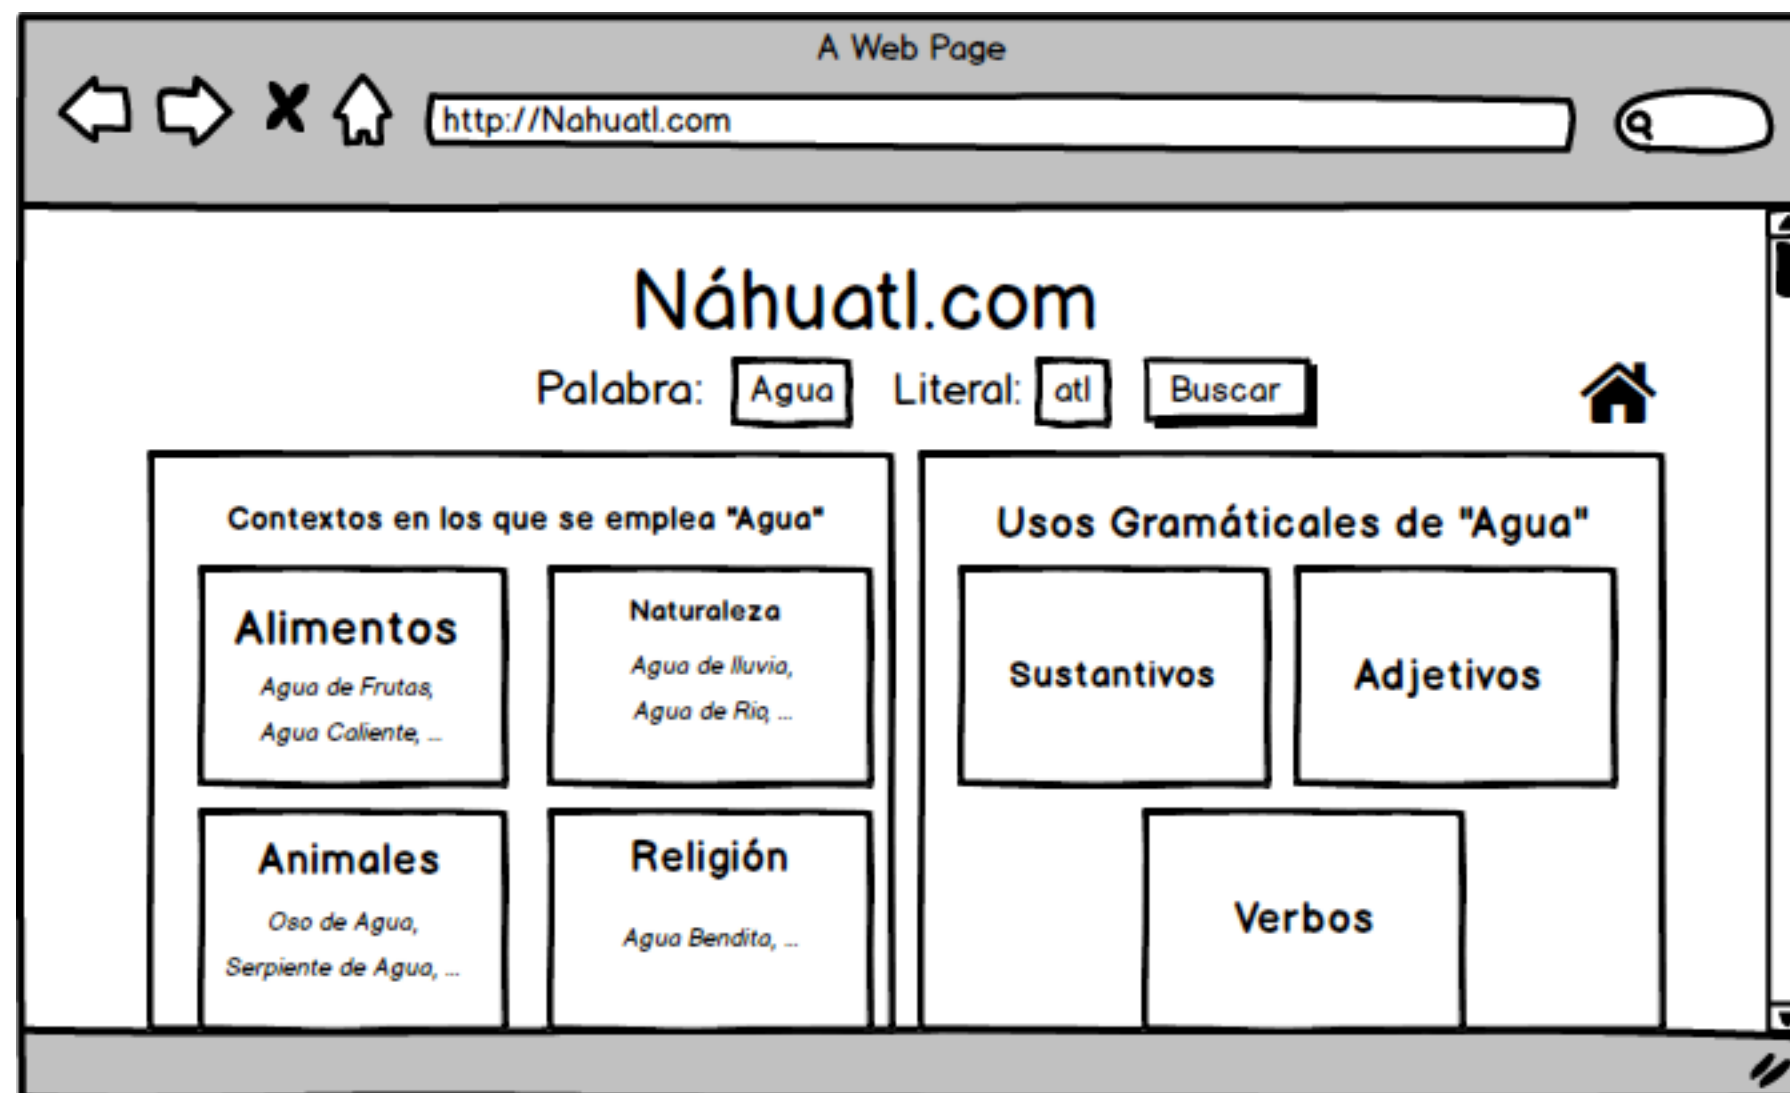 A Web Page
http://Nahuatl.com
Náhuatl.com
Palabra: Agua Literal: atl Buscar
Contextos en los que se emplea "Agua"
Alimentos
Agua de Frutas,
Agua Caliente, ...
Naturaleza
Agua de lluvia,
Agua de Rio, ...
Animales
Oso de Agua,
Serpiente de Agua, ...
Religión
Agua Bendita, ...
Usos Gramáticales de "Agua"
Sustantivos
Adjetivos
Verbos